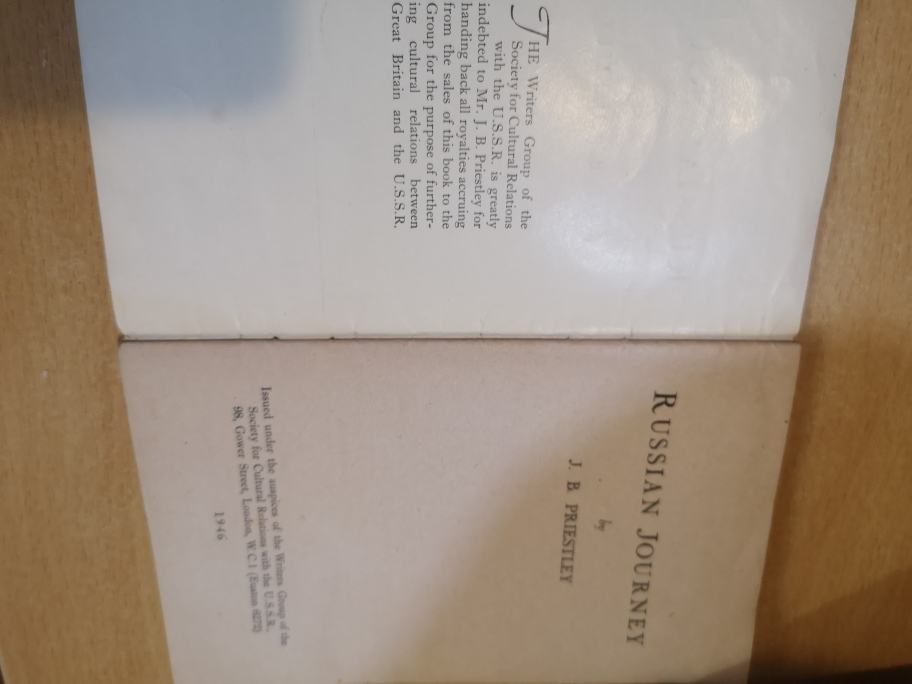 THE Writers Group of the
Society for Cultural Relations
with the U.S.S.R. is greatly
indebted to Mr. J. B. Priestley for
handing back all royalties accruing
from the sales of this book to the
Group for the purpose of further-
ing cultural relations between
Great Britain and the U.S.S.R.
RUSSIAN JOURNEY
by
J. B. PRIESTLEY
Issued under the auspices of the Writers Group of the
Society for Cultural Relations with the U.S.S.R.,
98, Gower Street, London, W.C.1 (Euston 6272)
1946